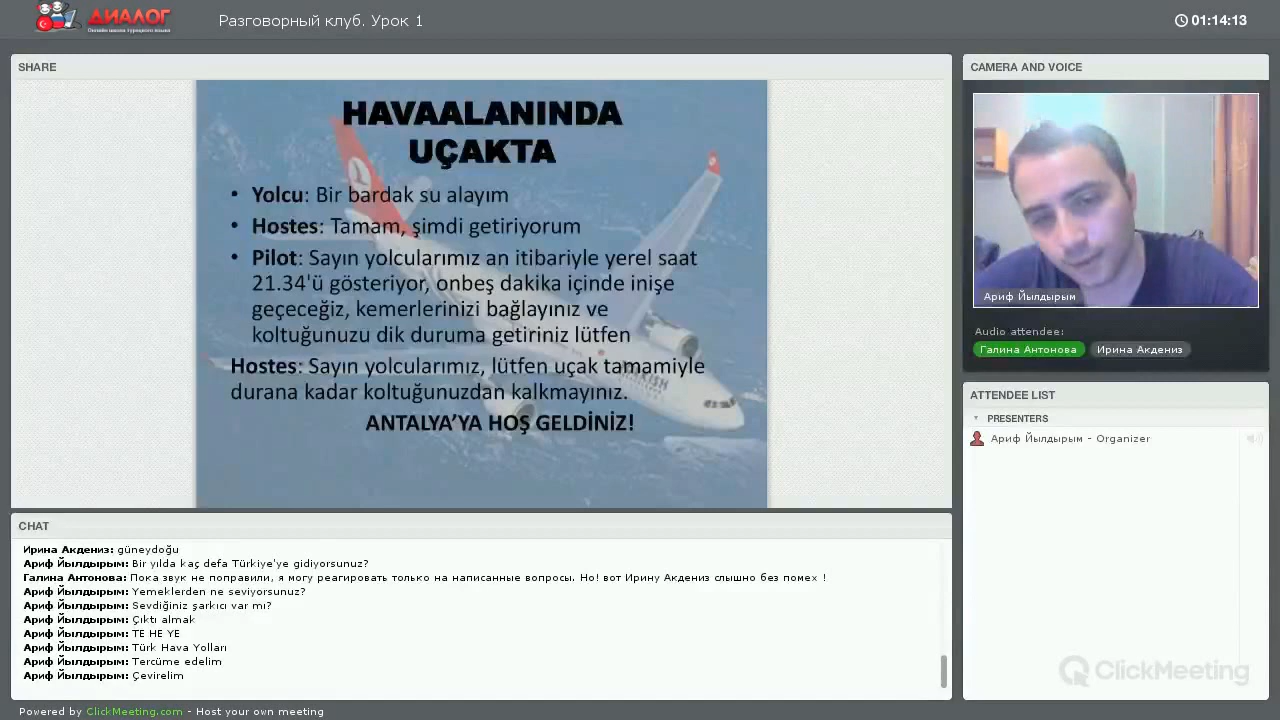 ДИАЛОГ
Онлайн школа турецкого языка
Разговорный клуб. Урок 1
01:14:13
SHARE
HAVAALANINDA
UÇAKTA
• Yolcu: Bir bardak su alayım
• Hostes: Tamam, şimdi getiriyorum
• Pilot: Sayın yolcularımız an itibariyle yerel saat
21.34'ü gösteriyor, onbeş dakika içinde inişe
geçeceğiz, kemerlerinizi bağlayınız ve
koltuğunuzu dik duruma getiriniz lütfen
Hostes: Sayın yolcularımız, lütfen uçak tamamiyle
durana kadar koltuğunuzdan kalkmayınız.
ANTALYA’YA HOŞ GELDİNİZ!
CAMERA AND VOICE
Ариф Йылдырым
Audio attendee:
Галина Антонова
Ирина Акдениз
ATTENDEE LIST
PRESENTERS
Ариф Йылдырым - Organizer
ClickMeeting
CHAT
Ирина Акдениз: güneydoğu
Ариф Йылдырым: Bir yılda kaç defa Türkiye'ye gidiyorsunuz?
Галина Антонова: Пока звук не поправили, я могу реагировать только на написанные вопросы. Но! вот Ирину Акдениз слышно без помех !
Ариф Йылдырым: Yemeklerden ne seviyorsunuz?
Ариф Йылдырым: Sevdiğiniz şarkıcı var mı?
Ариф Йылдырым: Çıktı almak
Ариф Йылдырым: TE HE YE
Ариф Йылдырым: Türk Hava Yolları
Ариф Йылдырым: Tercüme edelim
Ариф Йылдырым: Çevirelim
Powered by ClickMeeting.com - Host your own meeting